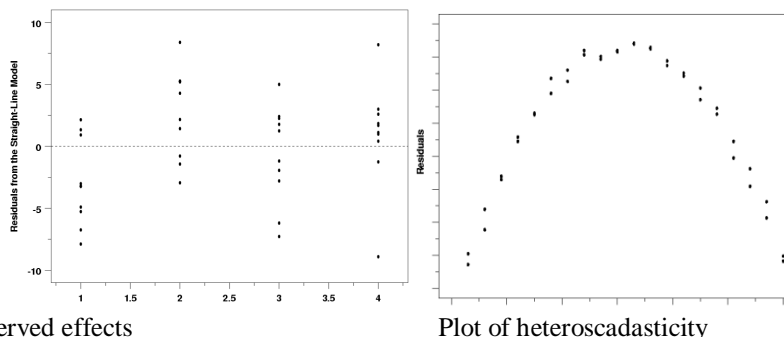 Residuals from the Straight-Line Model
10
5
0
-5
-10
1 1.5 2 2.5 3 3.5 4
Residuals
erved effects
Plot of heteroscadasticity